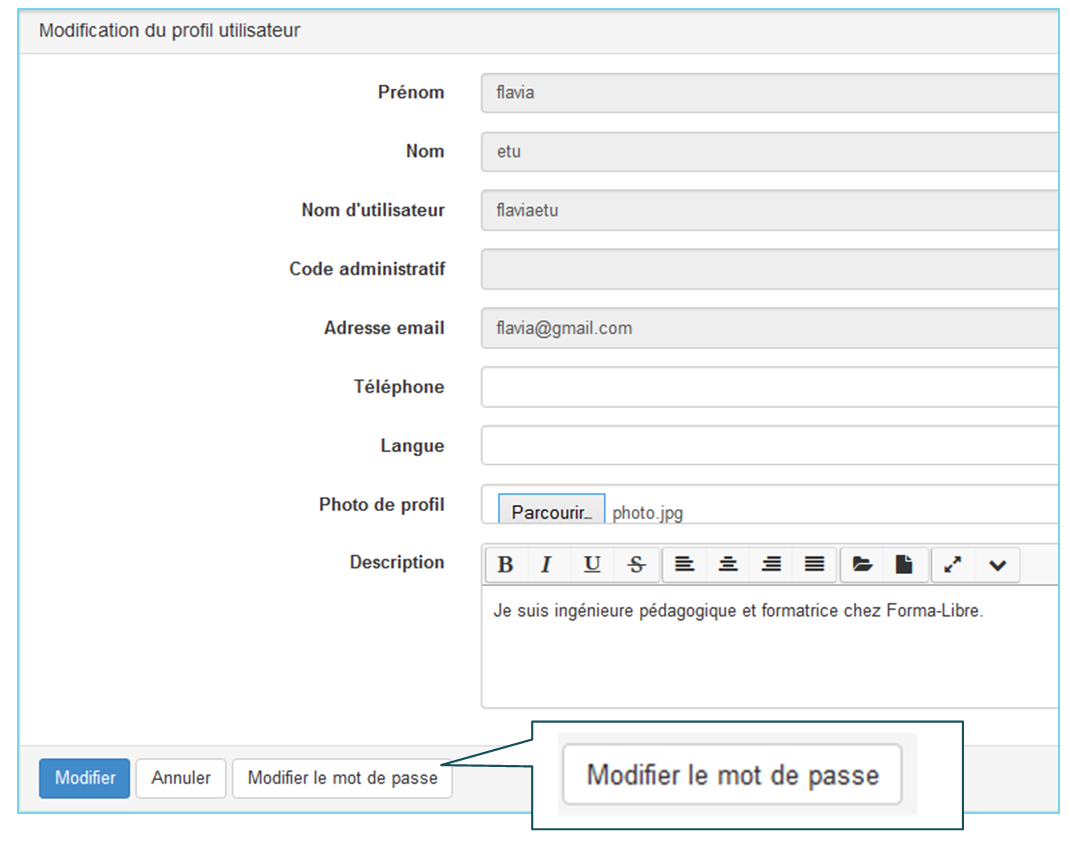 Modification du profil utilisateur
Prénom flavia
Nom etu
Nom d'utilisateur flaviaetu
Code administratif
Adresse email flavia@gmail.com
Téléphone
Langue
Photo de profil Parcourir... photo.jpg
Description B I U S
Je suis ingénieure pédagogique et formatrice chez Forma-Libre.
Modifier Annuler Modifier le mot de passe
Modifier le mot de passe